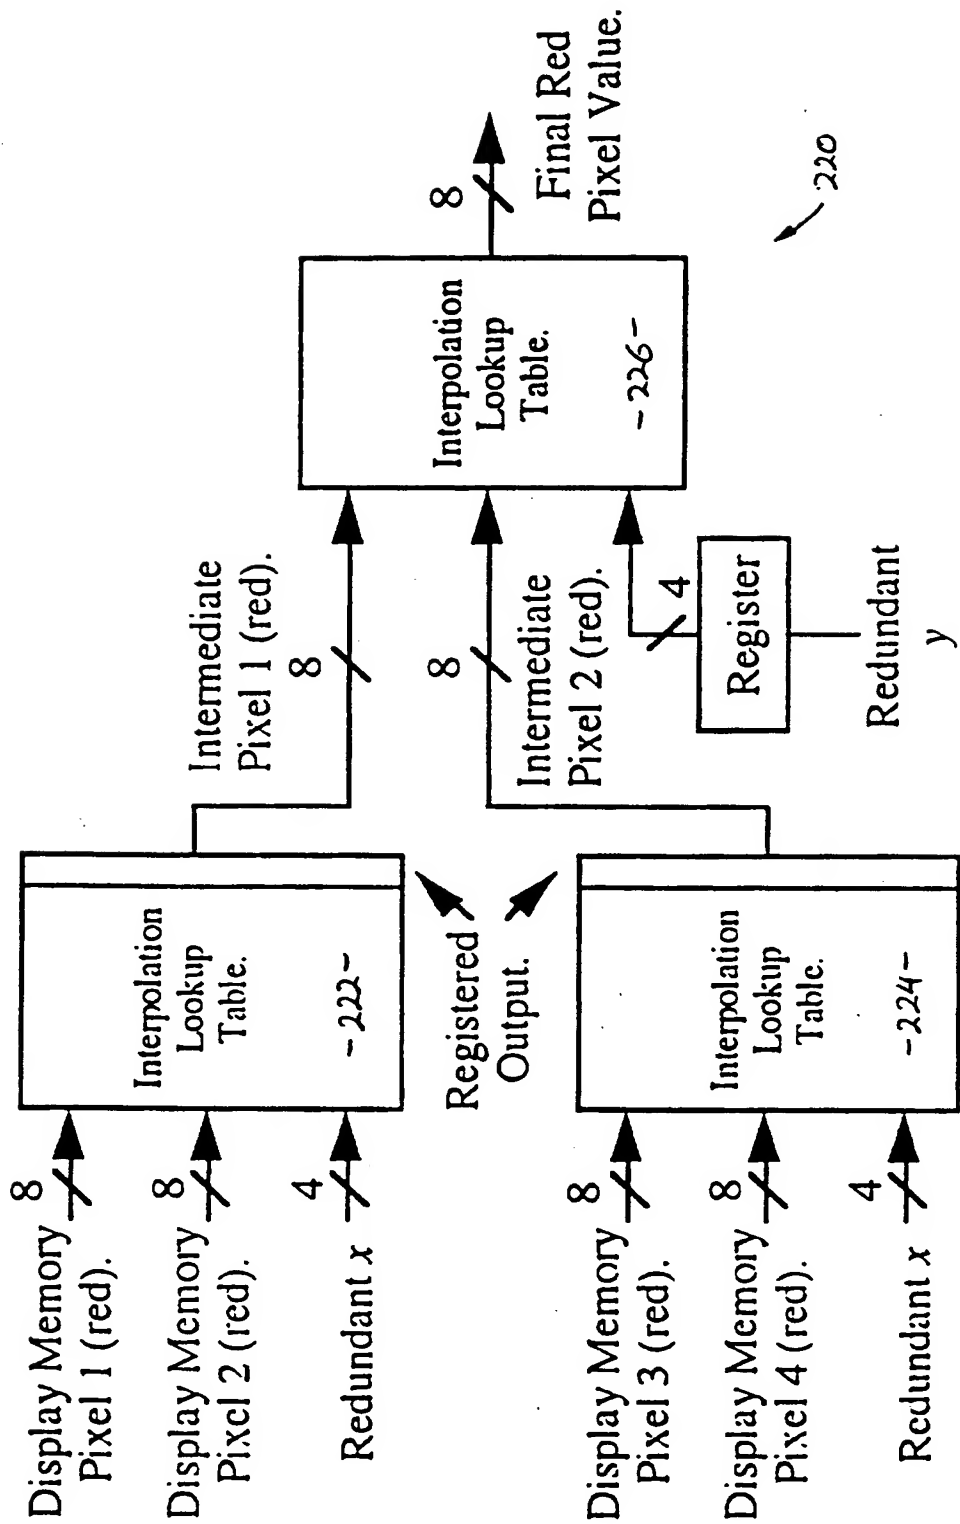 Display Memory
Pixel 1 (red).
8
Display Memory
Pixel 2 (red).
8
Redundant x
4
Interpolation
Lookup
Table.
-222-
Registered
Output.
Display Memory
Pixel 3 (red).
8
Display Memory
Pixel 4 (red).
8
Redundant x
4
Interpolation
Lookup
Table.
-224-
Intermediate
Pixel 1 (red).
8
8
Intermediate
Pixel 2 (red).
4
Register
Redundant
y
Interpolation
Lookup
Table.
-226-
8
Final Red
Pixel Value.
220